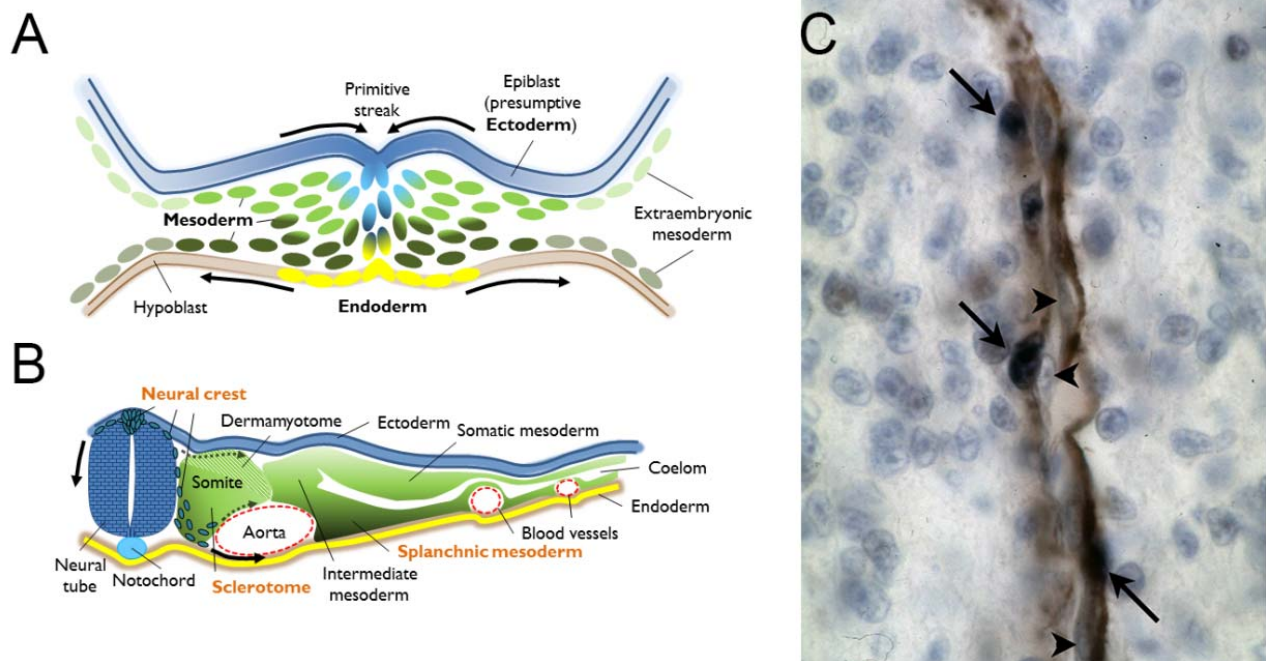 A
Primitive
streak
Epiblast
(presumptive
Ectoderm)
Mesoderm
Extraembryonic
mesoderm
Hypoblast
Endoderm
B
Neural crest
Dermamyotome
Ectoderm
Somatic mesoderm
Somite
Coelom
Aorta
Endoderm
Blood vessels
Splanchnic mesoderm
Neural
tube
Notochord
Sclerotome
Intermediate
mesoderm
C